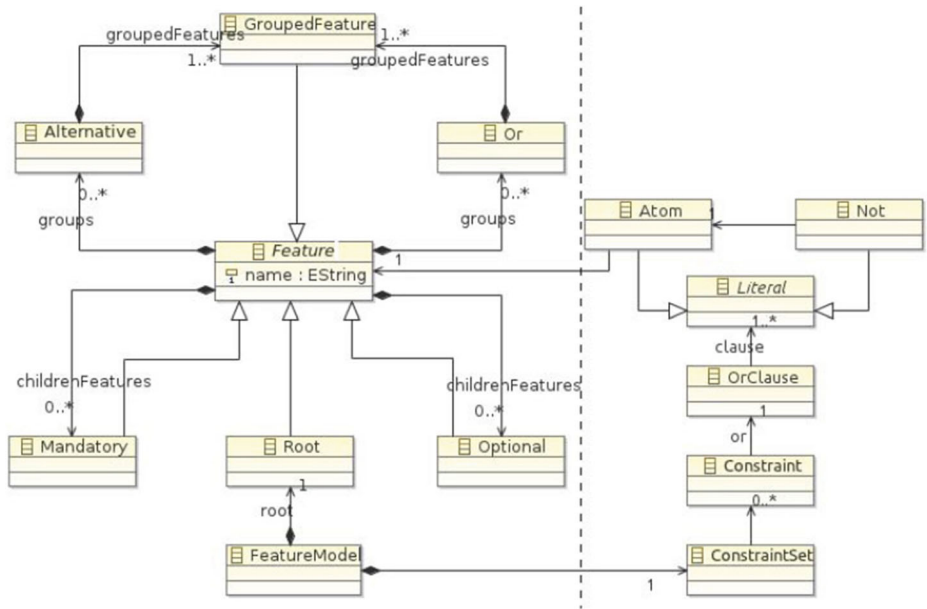 GroupedFeature
groupedFeatures
1..*
1..*
groupedFeatures
Alternative
Or
0..*
groups
0..*
groups
Atom
1
Not
Feature
name : EString
1
Literal
1..*
clause
OrClause
1
or
childrenFeatures
0..*
childrenFeatures
0..*
Mandatory
Root
Optional
Constraint
0..*
1
root
FeatureModel
1
ConstraintSet